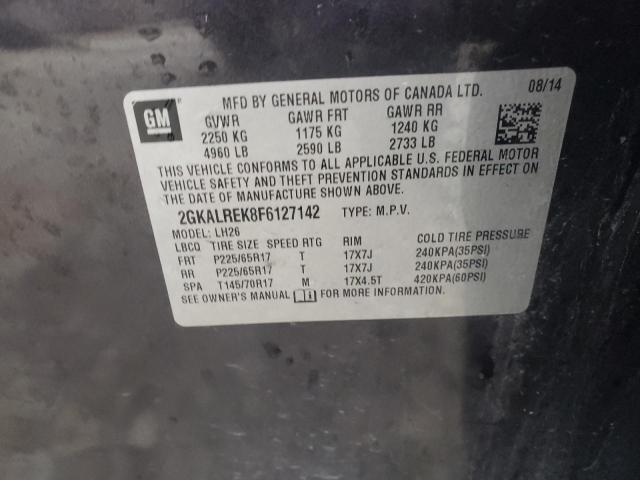 MFD BY GENERAL MOTORS OF CANADA LTD. 08/14
GM
GVWR GAWR FRT GAWR RR
2250 KG 1175 KG 1240 KG
4960 LB 2590 LB 2733 LB
THIS VEHICLE CONFORMS TO ALL APPLICABLE U.S. FEDERAL MOTOR
VEHICLE SAFETY AND THEFT PREVENTION STANDARDS IN EFFECT ON
THE DATE OF MANUFACTURE SHOWN ABOVE.
2GKALREK8F6127142 TYPE: M.P.V.
MODEL: LH26
LBCQ TIRE SIZE SPEED RTG RIM COLD TIRE PRESSURE
FRT P225/65R17 T 17X7J 240KPA(35PSI)
RR P225/65R17 T 17X7J 240KPA(35PSI)
SPA T145/70R17 M 17X4.5T 420KPA(60PSI)
SEE OWNER'S MANUAL FOR MORE INFORMATION.